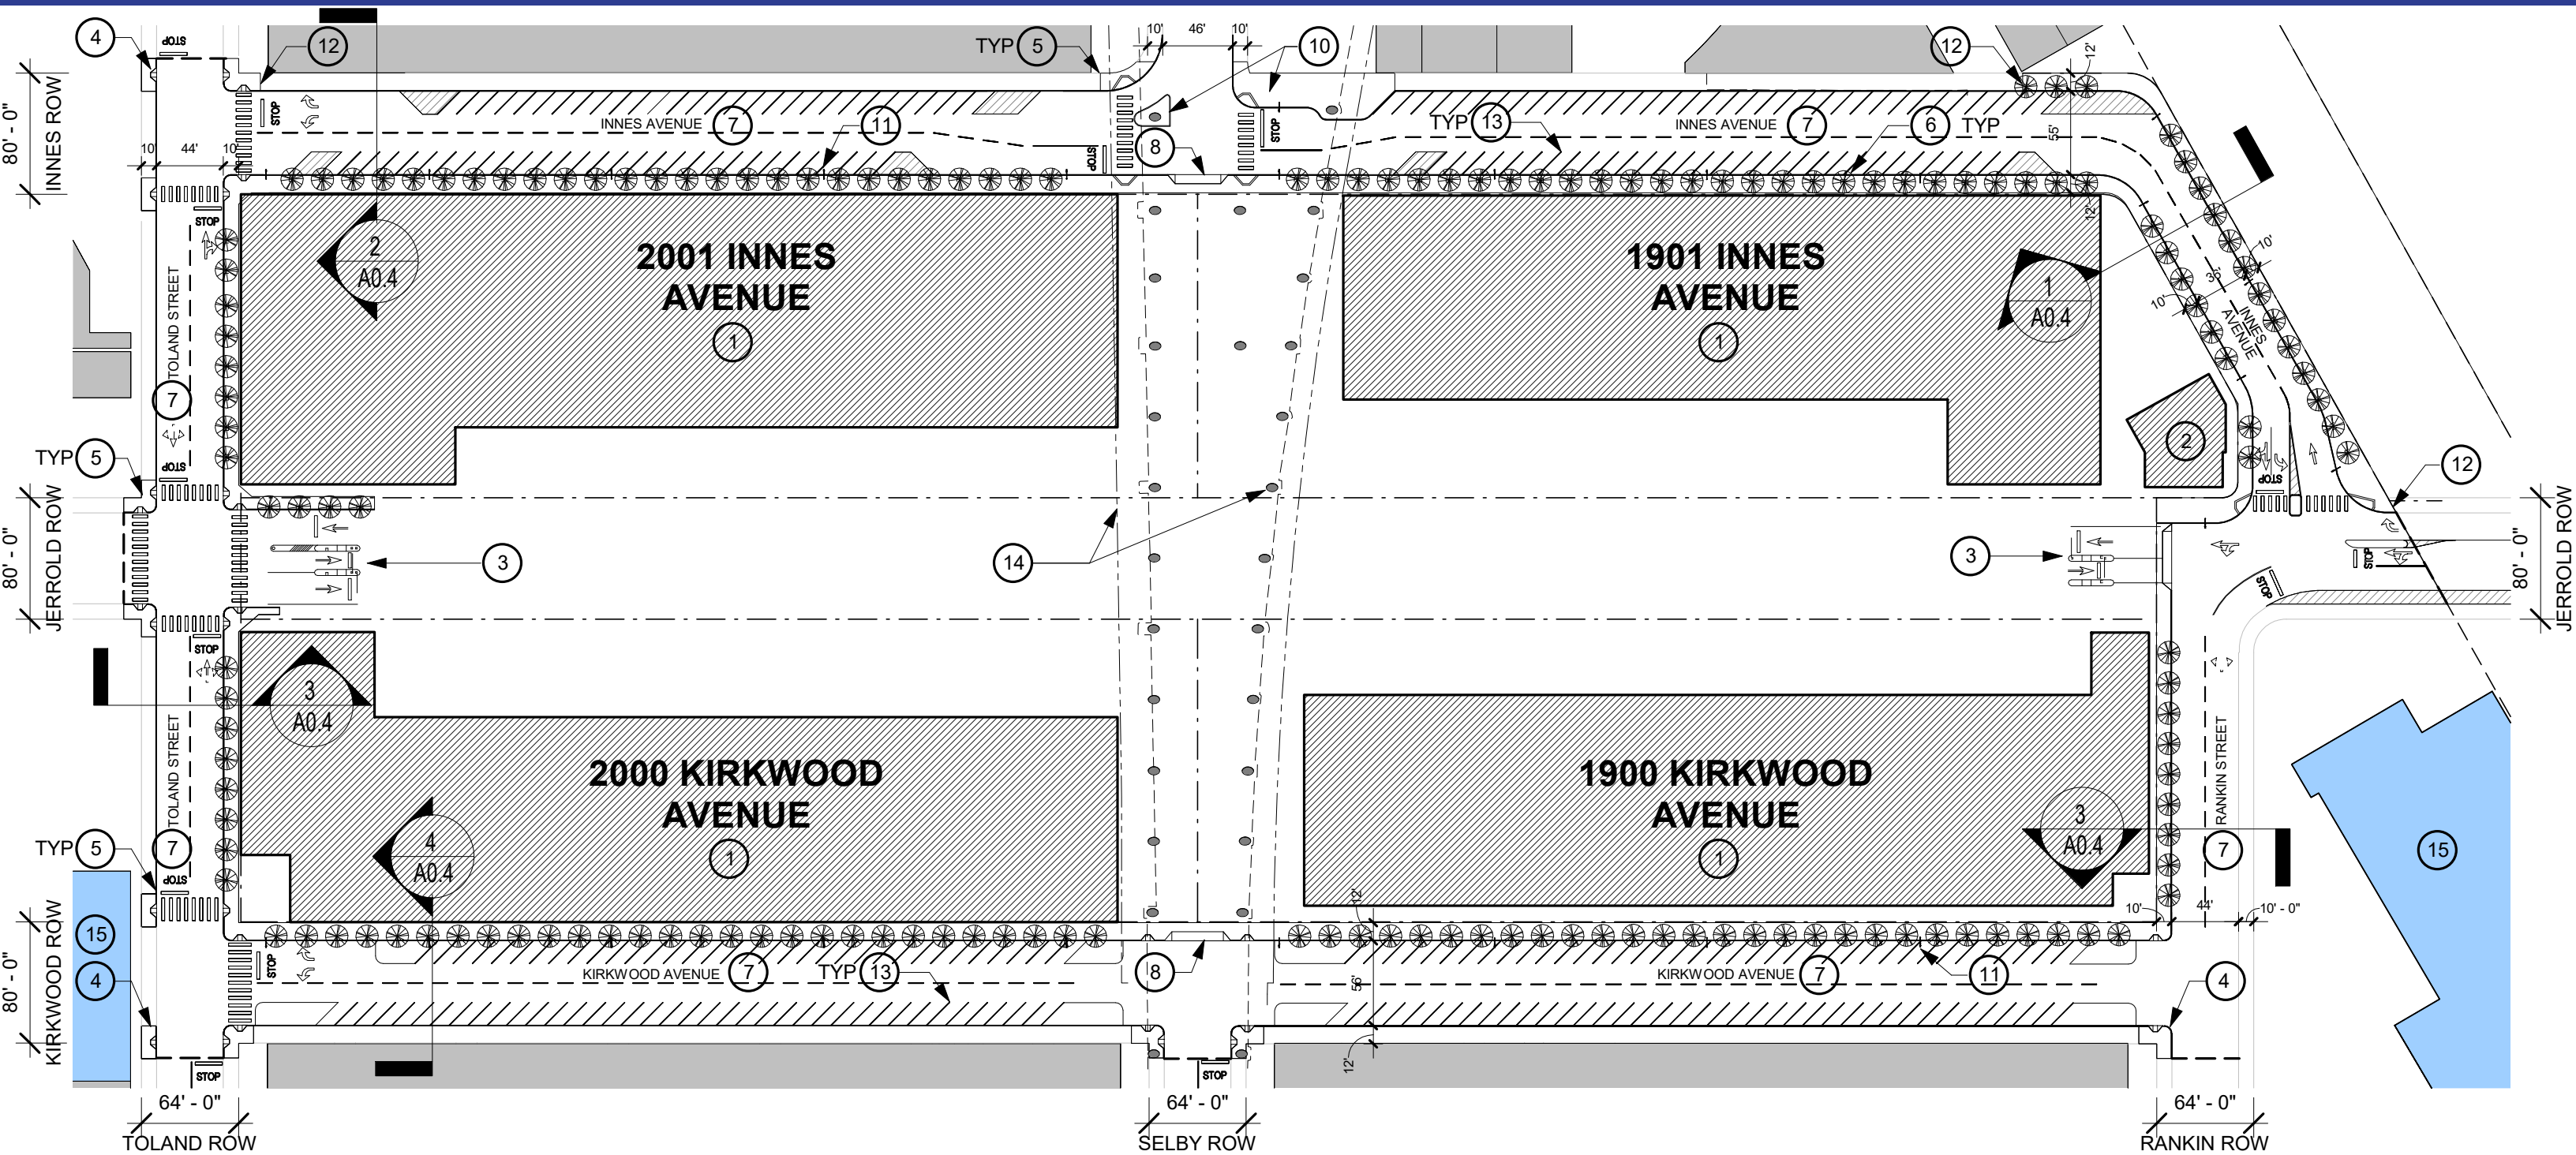 4
STOP
12
TYP 5
10'
46'
10'
10
12
12'
80' - 0"
INNES ROW
STOP
INNES AVENUE 7
11
STOP
8
STOP
TYP 13
INNES AVENUE 7
6 TYP
55'
10'
44'
10'
12'
STOP
2
A0.4
2001 INNES
AVENUE
1
1901 INNES
AVENUE
1
1
A0.4
10'
36'
10'
INNES
AVENUE
TOLAND STREET
7
TYP 5
STOP
2
STOP
12
80' - 0"
JERROLD ROW
3
14
3
STOP
STOP
80' - 0"
JERROLD ROW
STOP
3
A0.4
TOLAND STREET
7
TYP 5
STOP
2000 KIRKWOOD
AVENUE
1
4
A0.4
1900 KIRKWOOD
AVENUE
1
3
A0.4
RANKIN STREET
7
15
15
4
80' - 0"
KIRKWOOD ROW
12'
10'
44'
10' - 0"
STOP
KIRKWOOD AVENUE 7
TYP 13
8
56'
KIRKWOOD AVENUE 7
11
4
12'
STOP
STOP
64' - 0"
TOLAND ROW
64' - 0"
SELBY ROW
64' - 0"
RANKIN ROW